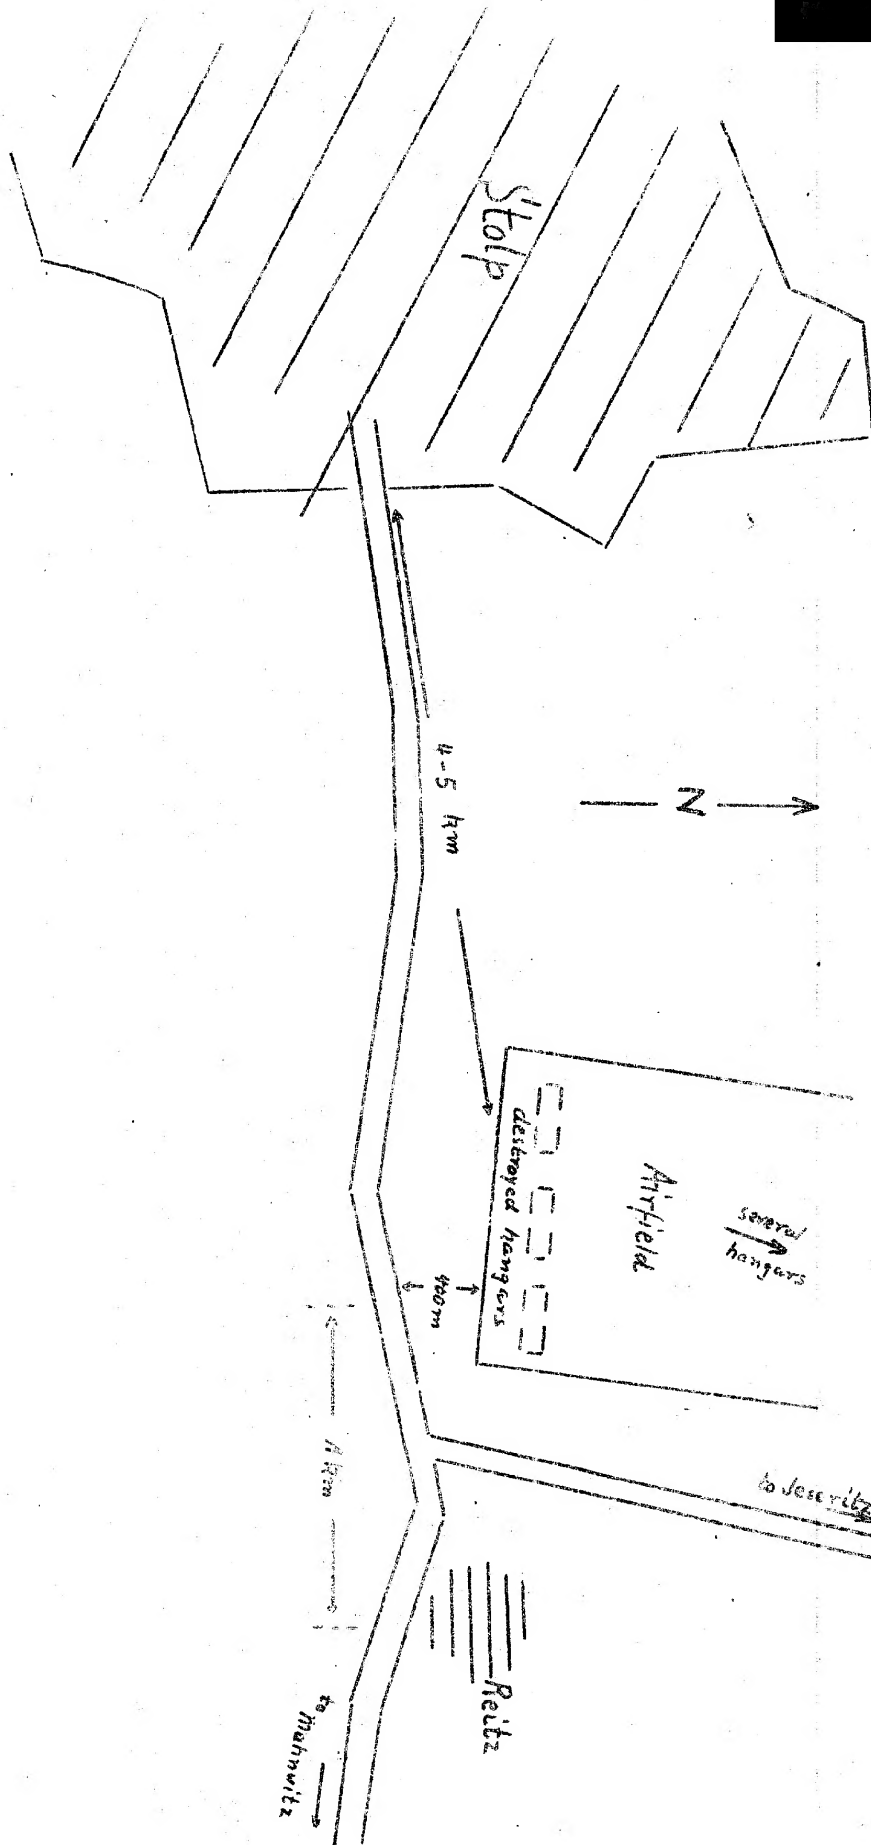 Stolp
4-5 km
N
Airfield
several
hangars
destroyed hangars
400m
1 km
to Jeseritz
Reitz
to
Mahnwitz